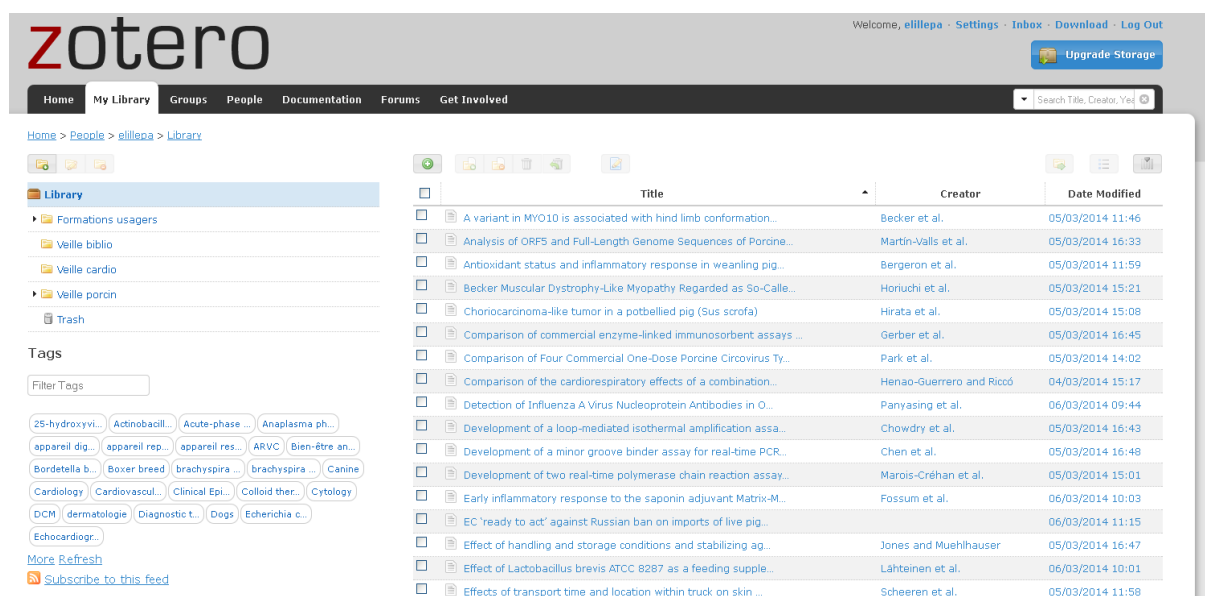 zotero
Welcome, elillepa · Settings · Inbox · Download · Log Out
Upgrade Storage
Home My Library Groups People Documentation Forums Get Involved
Search Title, Creator, Yea
Home > People > elillepa > Library
Library
Formations usagers
Veille biblio
Veille cardio
Veille porcin
Trash
Tags
Filter Tags
25-hydroxyvi... Actinobacill... Acute-phase ... Anaplasma ph...
appareil dig... appareil rep... appareil res... ARVC Bien-être an...
Bordetella b... Boxer breed brachyspira ... brachyspira ... Canine
Cardiology Cardiovascul... Clinical Epi... Colloid ther... Cytology
DCM dermatologie Diagnostic t... Dogs Echerichia c...
Echocardiogr...
More Refresh
Subscribe to this feed
Title Creator Date Modified
A variant in MYO10 is associated with hind limb conformation... Becker et al. 05/03/2014 11:46
Analysis of ORF5 and Full-Length Genome Sequences of Porcine... Martín-Valls et al. 05/03/2014 16:33
Antioxidant status and inflammatory response in weanling pig... Bergeron et al. 05/03/2014 11:59
Becker Muscular Dystrophy-Like Myopathy Regarded as So-Calle... Horiuchi et al. 05/03/2014 15:21
Choriocarcinoma-like tumor in a potbellied pig (Sus scrofa) Hirata et al. 05/03/2014 15:08
Comparison of commercial enzyme-linked immunosorbent assays ... Gerber et al. 05/03/2014 16:45
Comparison of Four Commercial One-Dose Porcine Circovirus Ty... Park et al. 05/03/2014 14:02
Comparison of the cardiorespiratory effects of a combination... Henao-Guerrero and Riccó 04/03/2014 15:17
Detection of Influenza A Virus Nucleoprotein Antibodies in O... Panyasing et al. 06/03/2014 09:44
Development of a loop-mediated isothermal amplification assa... Chowdry et al. 05/03/2014 16:43
Development of a minor groove binder assay for real-time PCR... Chen et al. 05/03/2014 16:48
Development of two real-time polymerase chain reaction assay... Marois-Créhan et al. 05/03/2014 15:01
Early inflammatory response to the saponin adjuvant Matrix-M... Fossum et al. 06/03/2014 10:03
EC 'ready to act' against Russian ban on imports of live pig... 06/03/2014 11:15
Effect of handling and storage conditions and stabilizing ag... Jones and Muehlhauser 05/03/2014 16:47
Effect of Lactobacillus brevis ATCC 8287 as a feeding supple... Lähteinen et al. 06/03/2014 10:01
Effects of transport time and location within truck on skin ... Scheeren et al. 05/03/2014 11:58